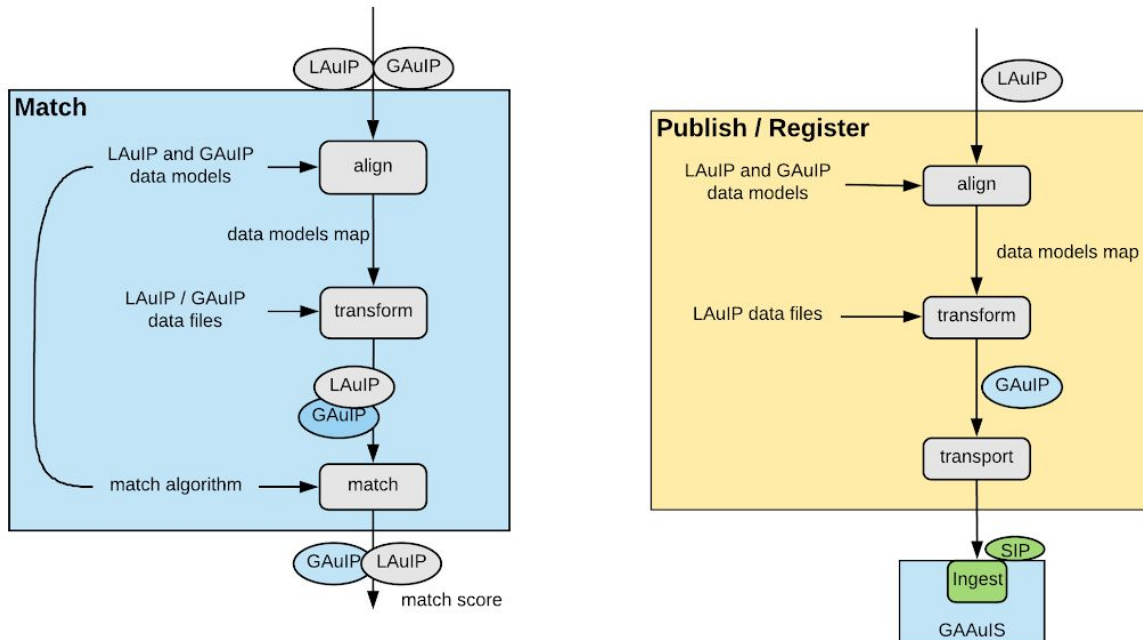 LAuIP
GAuIP
Match
LAuIP and GAuIP
data models
align
data models map
LAuIP / GAuIP
data files
transform
LAuIP
GAuIP
match algorithm
match
GAuIP
LAuIP
match score
LAuIP
Publish / Register
LAuIP and GAuIP
data models
align
data models map
LAuIP data files
transform
GAuIP
transport
SIP
Ingest
GAAuIS